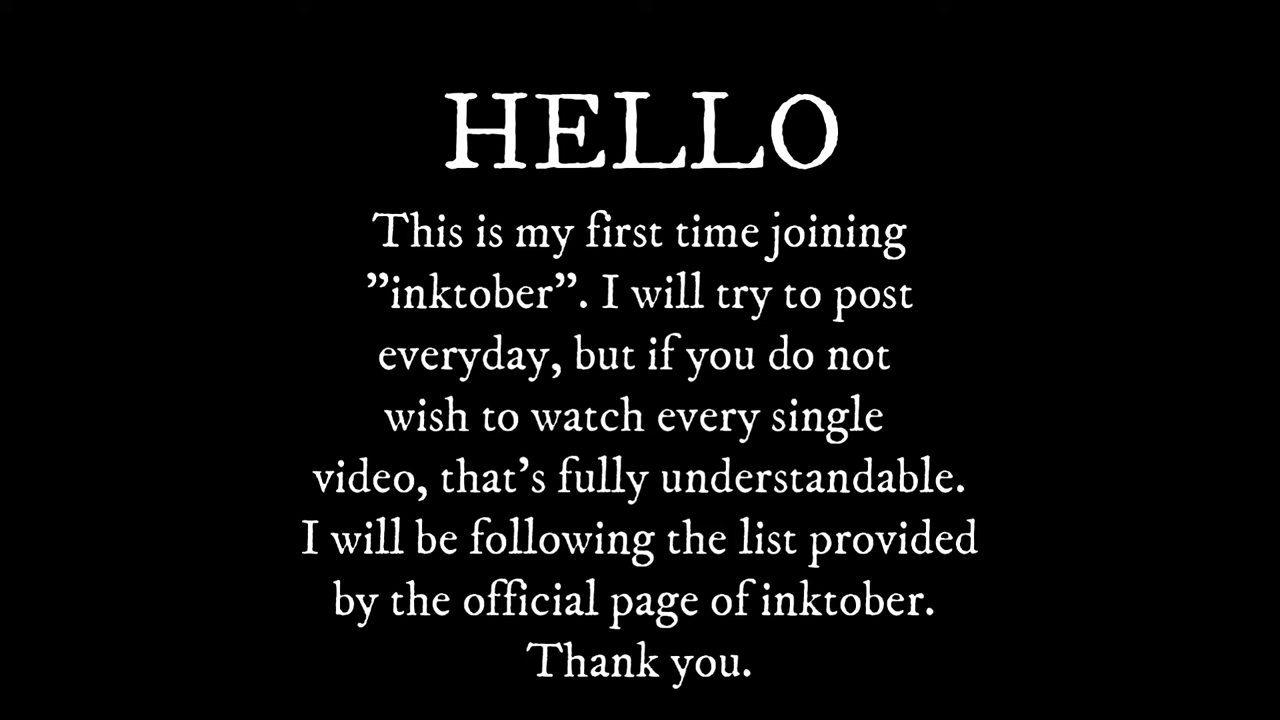 HELLO
This is my first time joining
”inktober”. I will try to post
everyday, but if you do not
wish to watch every single
video, that’s fully understandable.
I will be following the list provided
by the official page of inktober.
Thank you.